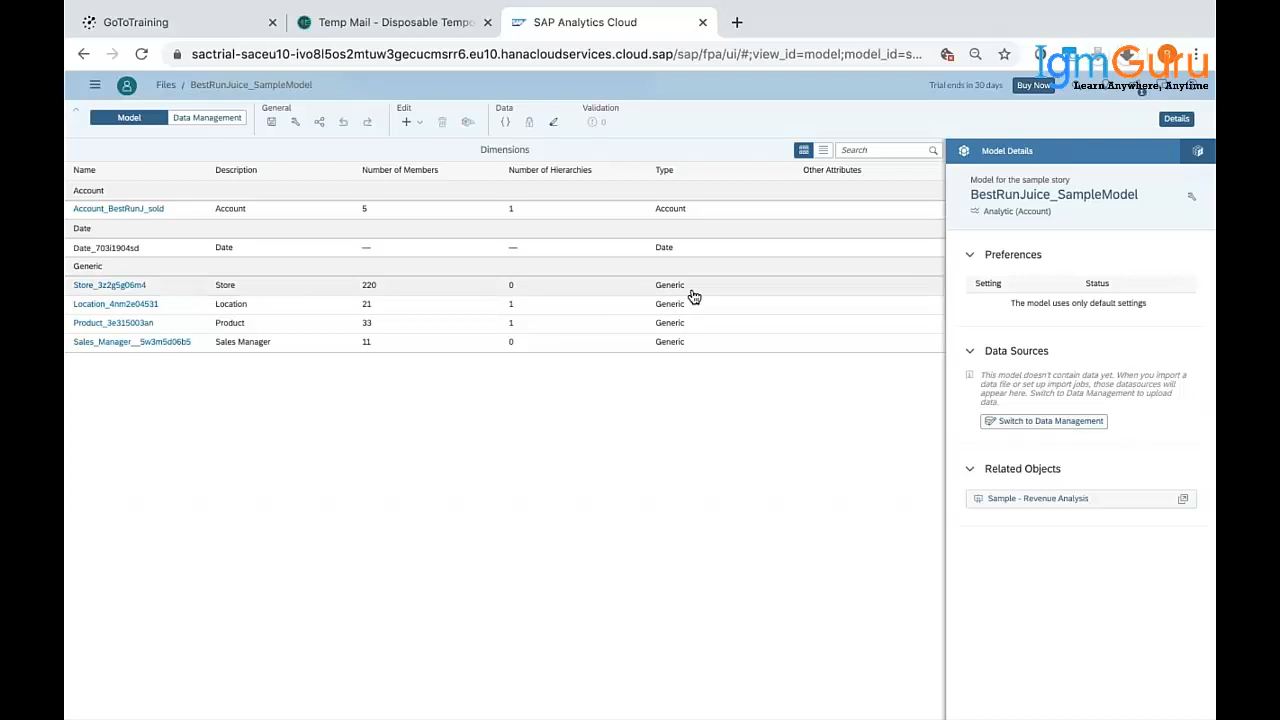 GoToTraining
Temp Mail - Disposable Tempo
SAP Analytics Cloud
sactrial-saceu10-ivo8l5os2mtuw3gecucmsrr6.eu10.hanacloudservices.cloud.sap/sap/fpa/ui/#;view_id=model;model_id=s...
IgmGuru
Learn Anywhere, Anytime
Files / BestRunJuice_SampleModel
Trial ends in 30 days
Buy Now
Model
Data Management
General
Edit
Data
Validation
0
Details
Dimensions
Search
Name Description Number of Members Number of Hierarchies Type Other Attributes
Account
Account_BestRunJ_sold Account 5 1 Account
Date
Date_703i1904sd Date — — Date
Generic
Store_3z2g5g06m4 Store 220 0 Generic
Location_4nm2e04531 Location 21 1 Generic
Product_3e315003an Product 33 1 Generic
Sales_Manager__5w3m5d06b5 Sales Manager 11 0 Generic
Model Details
Model for the sample story
BestRunJuice_SampleModel
Analytic (Account)
Preferences
Setting Status
The model uses only default settings
Data Sources
This model doesn't contain data yet. When you import a
data file or set up import jobs, those datasources will
appear here. Switch to Data Management to upload
data.
Switch to Data Management
Related Objects
Sample - Revenue Analysis